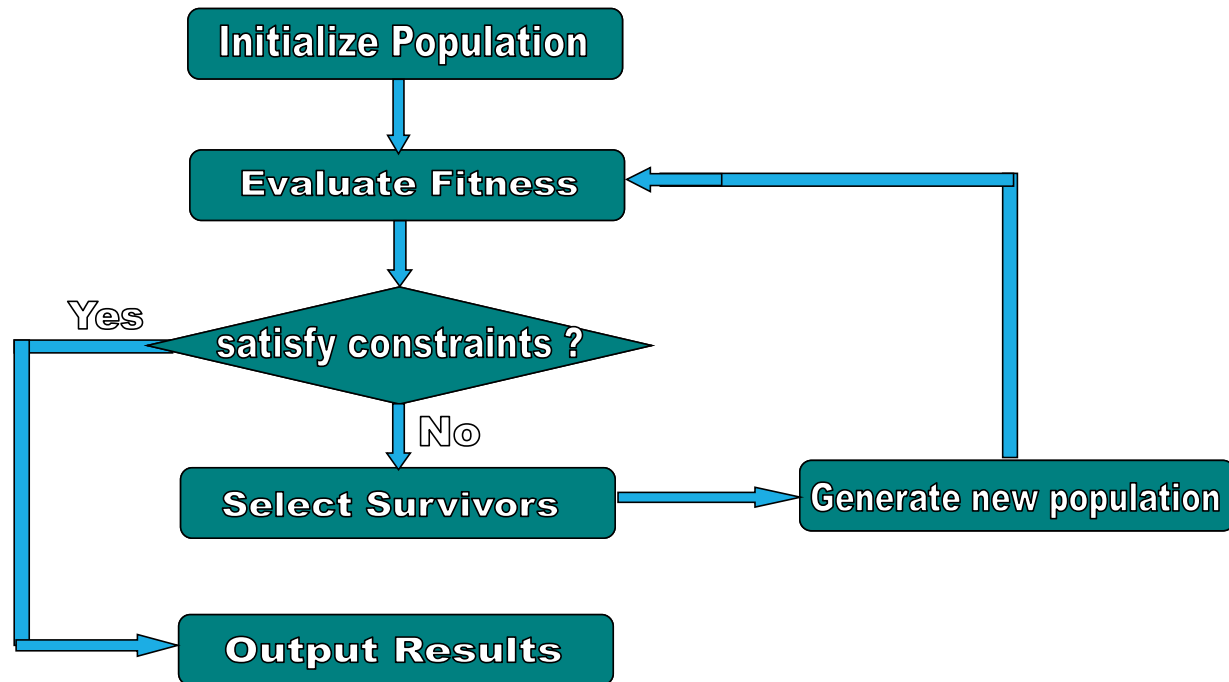 Initialize Population
Evaluate Fitness
Yes
satisfy constraints ?
No
Select Survivors
Generate new population
Output Results